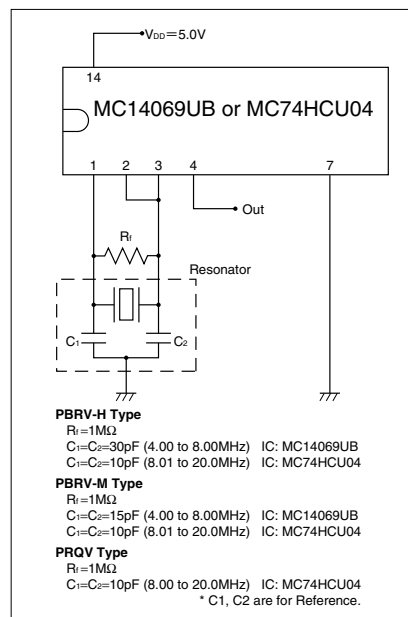 VDD=5.0V
14
MC14069UB or MC74HCU04
1 2 3 4 7
Out
Rf
Resonator
C1 C2
PBRV-H Type
Rf=1MΩ
C1=C2=30pF (4.00 to 8.00MHz) IC: MC14069UB
C1=C2=10pF (8.01 to 20.0MHz) IC: MC74HCU04
PBRV-M Type
Rf=1MΩ
C1=C2=15pF (4.00 to 8.00MHz) IC: MC14069UB
C1=C2=10pF (8.01 to 20.0MHz) IC: MC74HCU04
PRQV Type
Rf=1MΩ
C1=C2=10pF (8.00 to 20.0MHz) IC: MC74HCU04
* C1, C2 are for Reference.